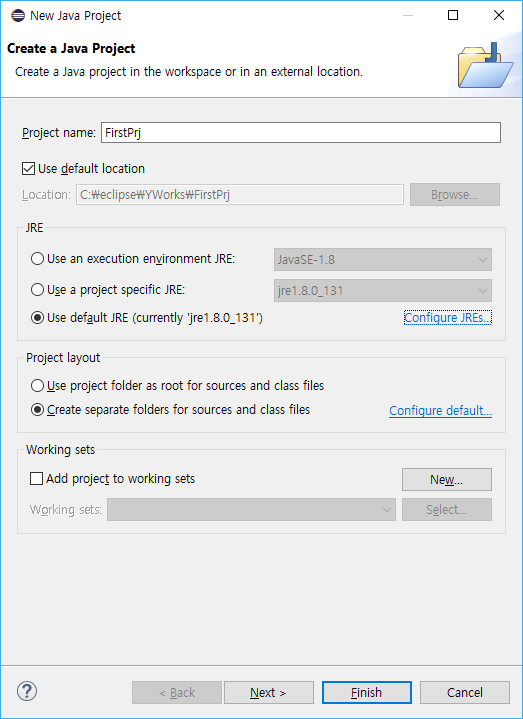 New Java Project
Create a Java Project
Create a Java project in the workspace or in an external location.
Project name: FirstPrj
Use default location
Location: C:₩eclipse₩YWorks₩FirstPrj Browse...
JRE
Use an execution environment JRE: JavaSE-1.8
Use a project specific JRE: jre1.8.0_131
Use default JRE (currently 'jre1.8.0_131') Configure JREs...
Project layout
Use project folder as root for sources and class files
Create separate folders for sources and class files Configure default...
Working sets
Add project to working sets New...
Working sets: Select...
? < Back Next > Finish Cancel